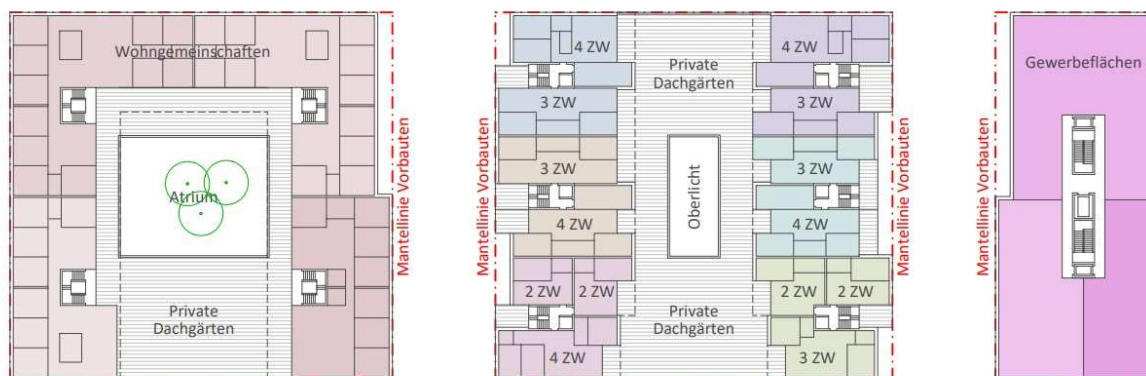 Wohngemeinschaften
Atrium
Private
Dachgärten
Mantellinie Vorbauten
Mantellinie Vorbauten
4 ZW
Private
Dachgärten
4 ZW
3 ZW
3 ZW
3 ZW
3 ZW
Oberlicht
4 ZW
4 ZW
2 ZW
2 ZW
2 ZW
2 ZW
Private
Dachgärten
4 ZW
3 ZW
Mantellinie Vorbauten
Mantellinie Vorbauten
Gewerbeflächen